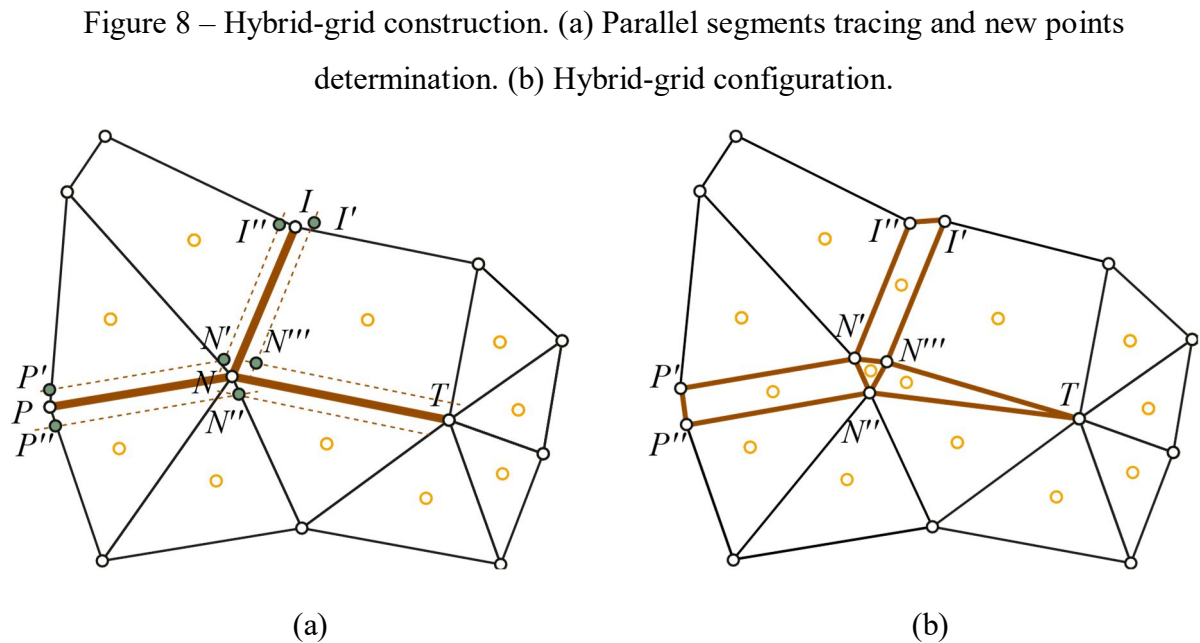 Figure 8 – Hybrid-grid construction. (a) Parallel segments tracing and new points
determination. (b) Hybrid-grid configuration.
I
I''
I'
N'
N'''
P'
N
P
T
N''
P''
I''
I'
N'
N'''
P'
T
P''
N''
(a)
(b)